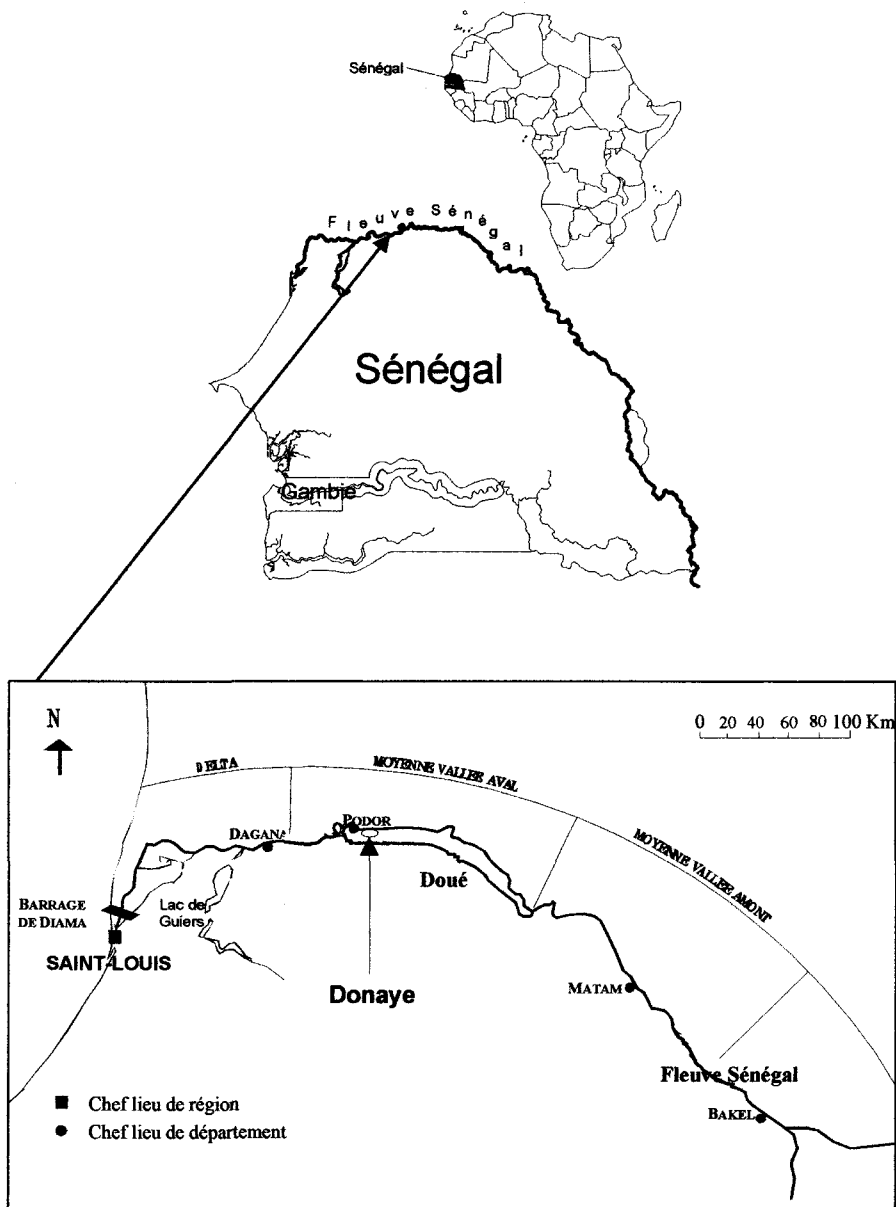 Sénégal
Fleuve Sénégal
Sénégal
Gambie
N
0 20 40 60 80 100 Km
DELTA
MOYENNE VALLEE AVAL
MOYENNE VALLEE AMONT
PODOR
DAGANA
Doué
BARRAGE
DE DIAMA
Lac de
Guiers
SAINT-LOUIS
Donaye
MATAM
Fleuve Sénégal
BAKEL
Chef lieu de région
Chef lieu de département